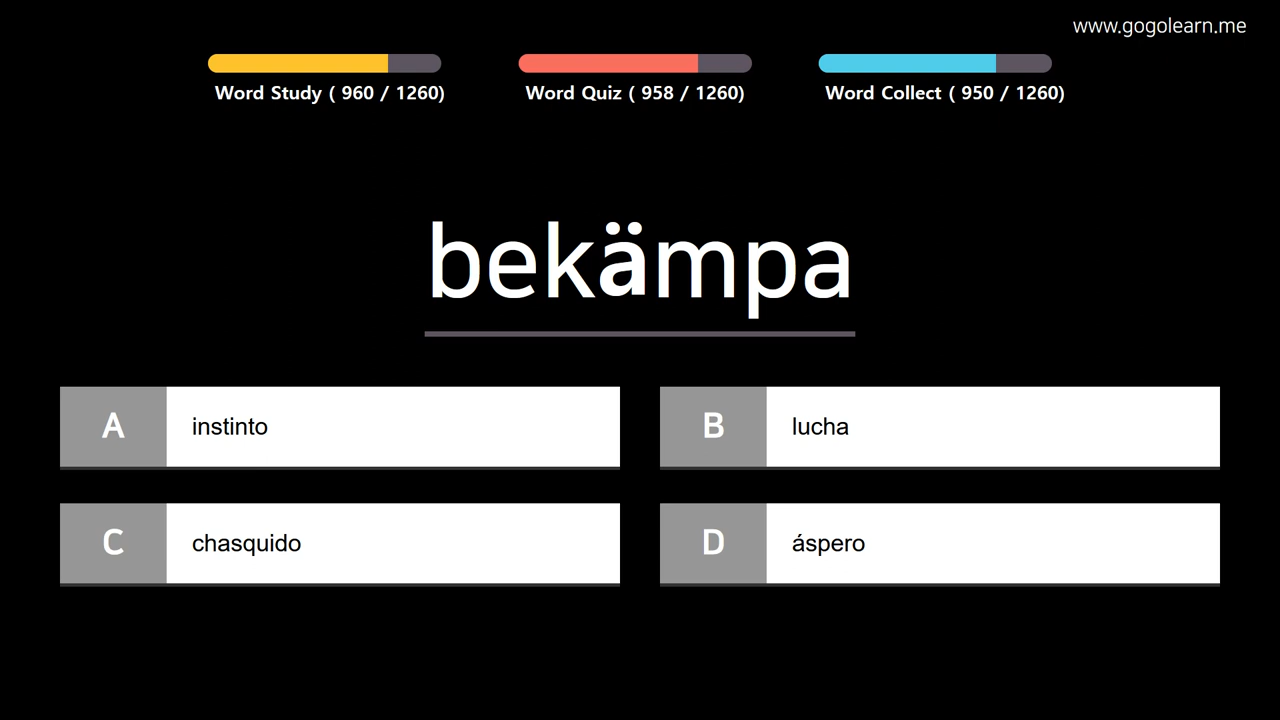 www.gogolearn.me
Word Study ( 960 / 1260)
Word Quiz ( 958 / 1260)
Word Collect ( 950 / 1260)
bekämpa
A instinto
B lucha
C chasquido
D áspero